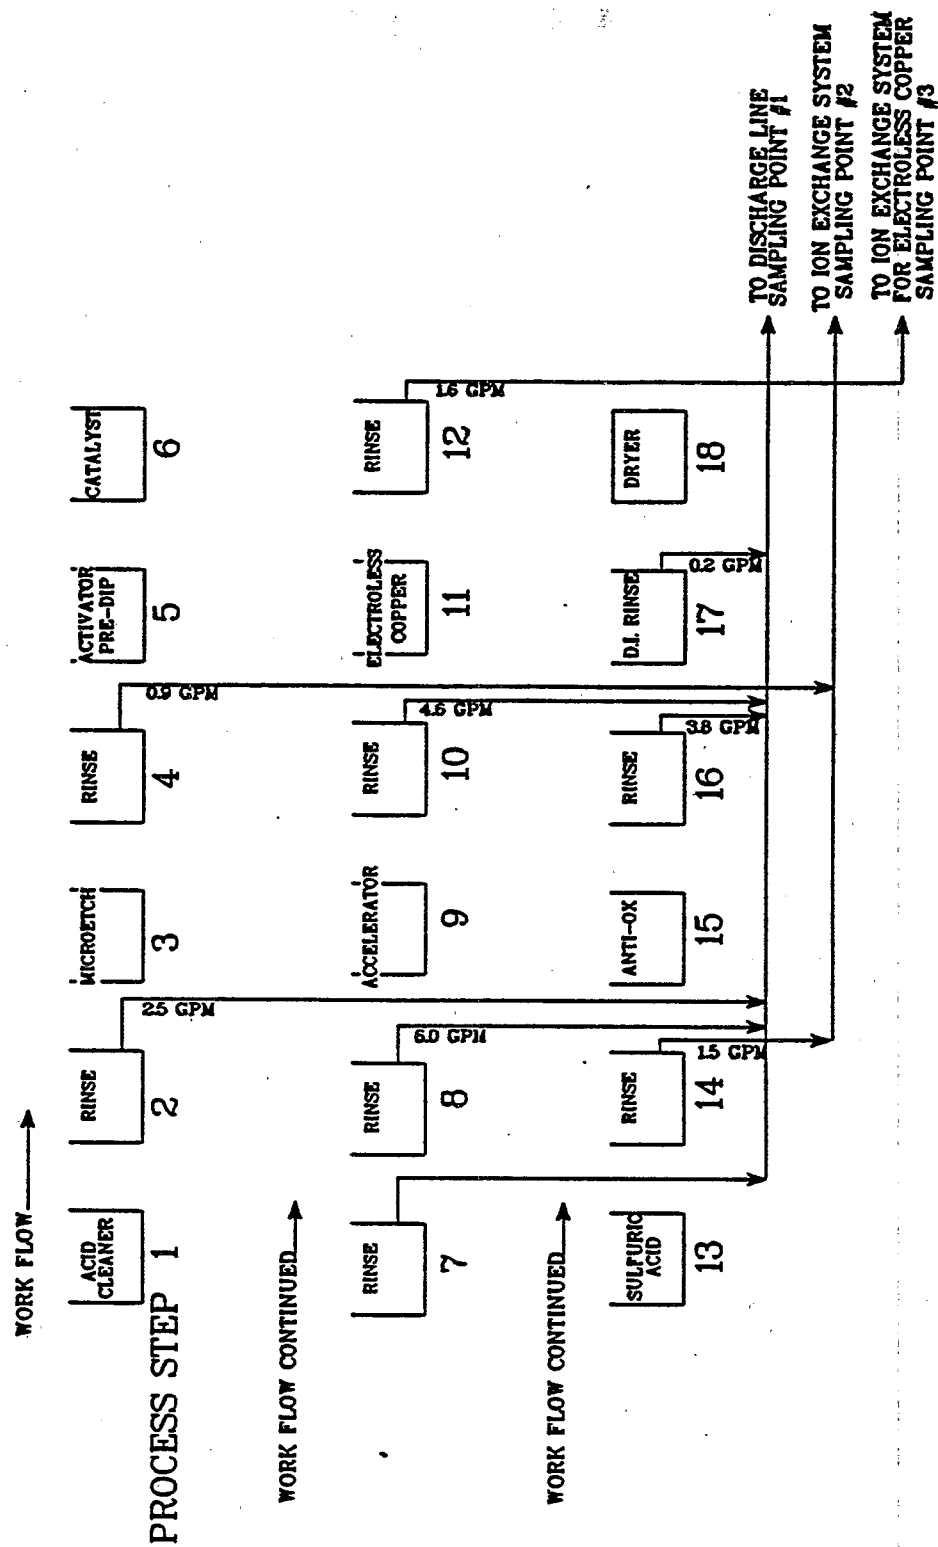 WORK FLOW
ACID
CLEANER
RINSE
MICROETCH
RINSE
ACTIVATOR
PRE-DIP
CATALYST
PROCESS STEP 1
2
3
4
5
6
2.5 GPM
0.9 GPM
WORK FLOW CONTINUED
RINSE
RINSE
ACCELERATOR
RINSE
ELECTROLESS
COPPER
RINSE
7
8
9
10
11
12
6.0 GPM
4.6 GPM
1.6 GPM
WORK FLOW CONTINUED
SULFURIC
ACID
RINSE
ANTI-OX
RINSE
D.I. RINSE
DRYER
13
14
15
16
17
18
1.5 GPM
3.8 GPM
0.2 GPM
TO DISCHARGE LINE
SAMPLING POINT #1
TO ION EXCHANGE SYSTEM
SAMPLING POINT #2
TO ION EXCHANGE SYSTEM
FOR ELECTROLESS COPPER
SAMPLING POINT #3